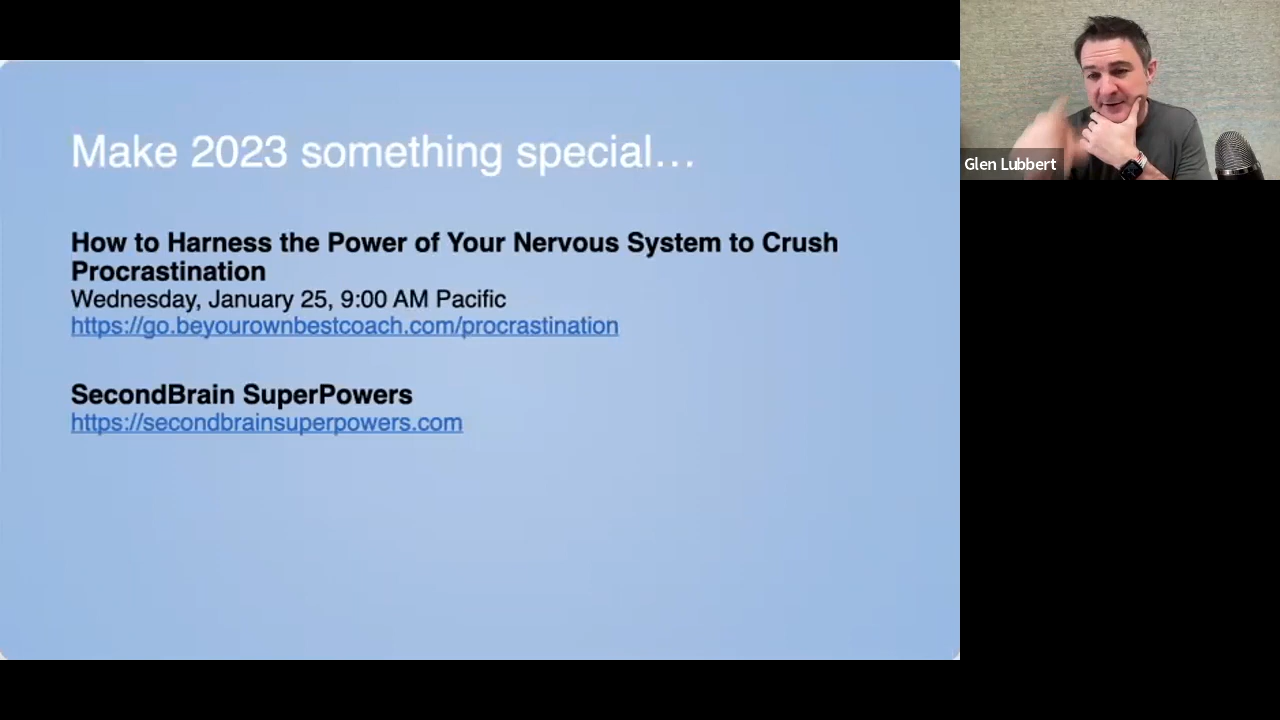 Make 2023 something special…
How to Harness the Power of Your Nervous System to Crush
Procrastination
Wednesday, January 25, 9:00 AM Pacific
https://go.beyourownbestcoach.com/procrastination
SecondBrain SuperPowers
https://secondbrainsuperpowers.com
Glen Lubbert